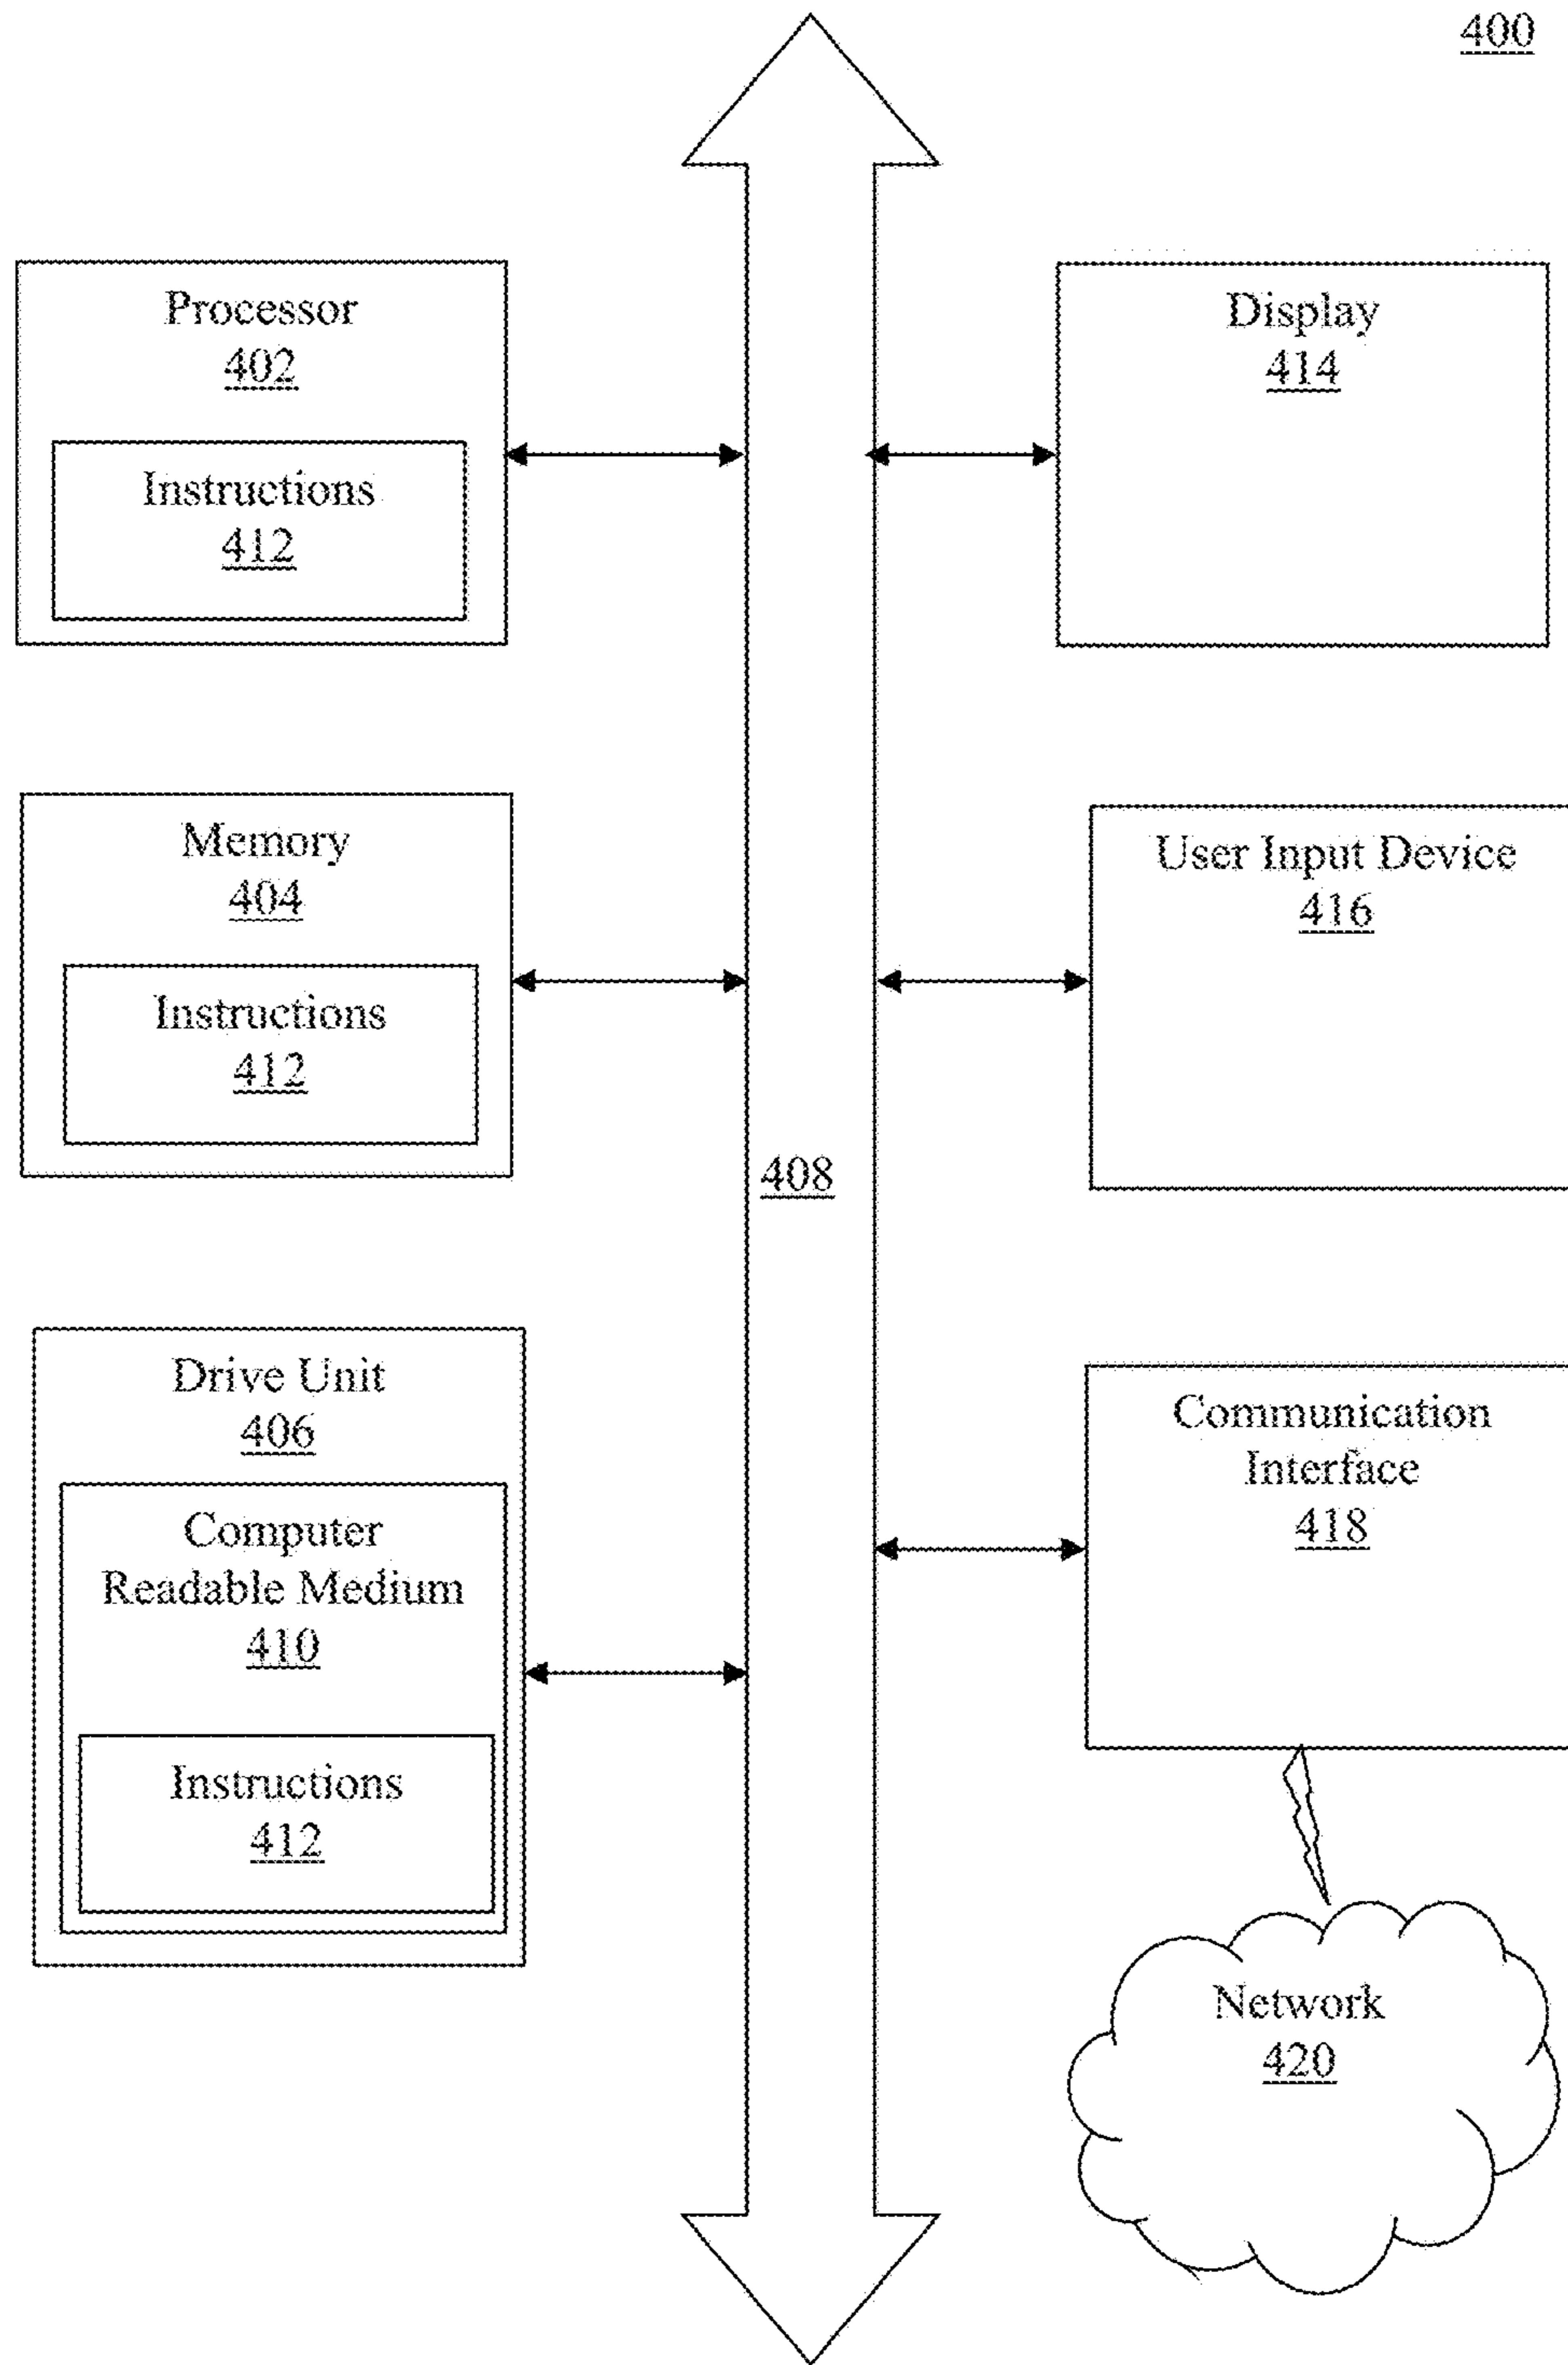 400
Processor
402
Instructions
412
Memory
404
Instructions
412
Drive Unit
406
Computer
Readable Medium
410
Instructions
412
408
Display
414
User Input Device
416
Communication
Interface
418
Network
420